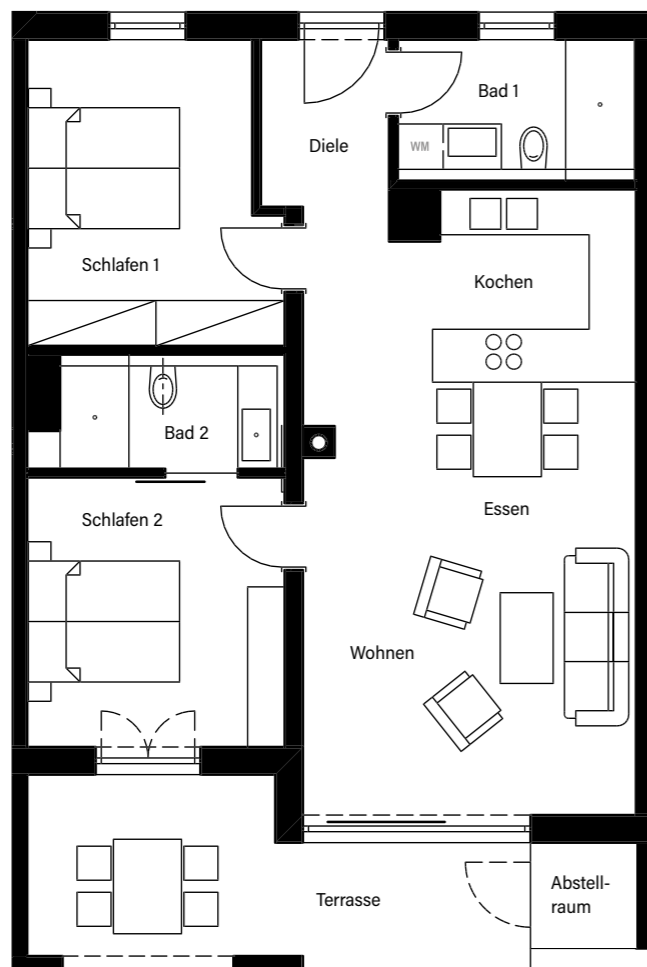 Bad 1
Diele
WM
Schlafen 1
Kochen
Bad 2
Essen
Schlafen 2
Wohnen
Terrasse
Abstell-
raum